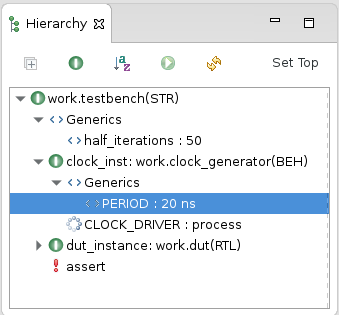 Hierarchy
Set Top
work.testbench(STR)
Generics
half_iterations : 50
clock_inst: work.clock_generator(BEH)
Generics
PERIOD : 20 ns
CLOCK_DRIVER : process
dut_instance: work.dut(RTL)
assert